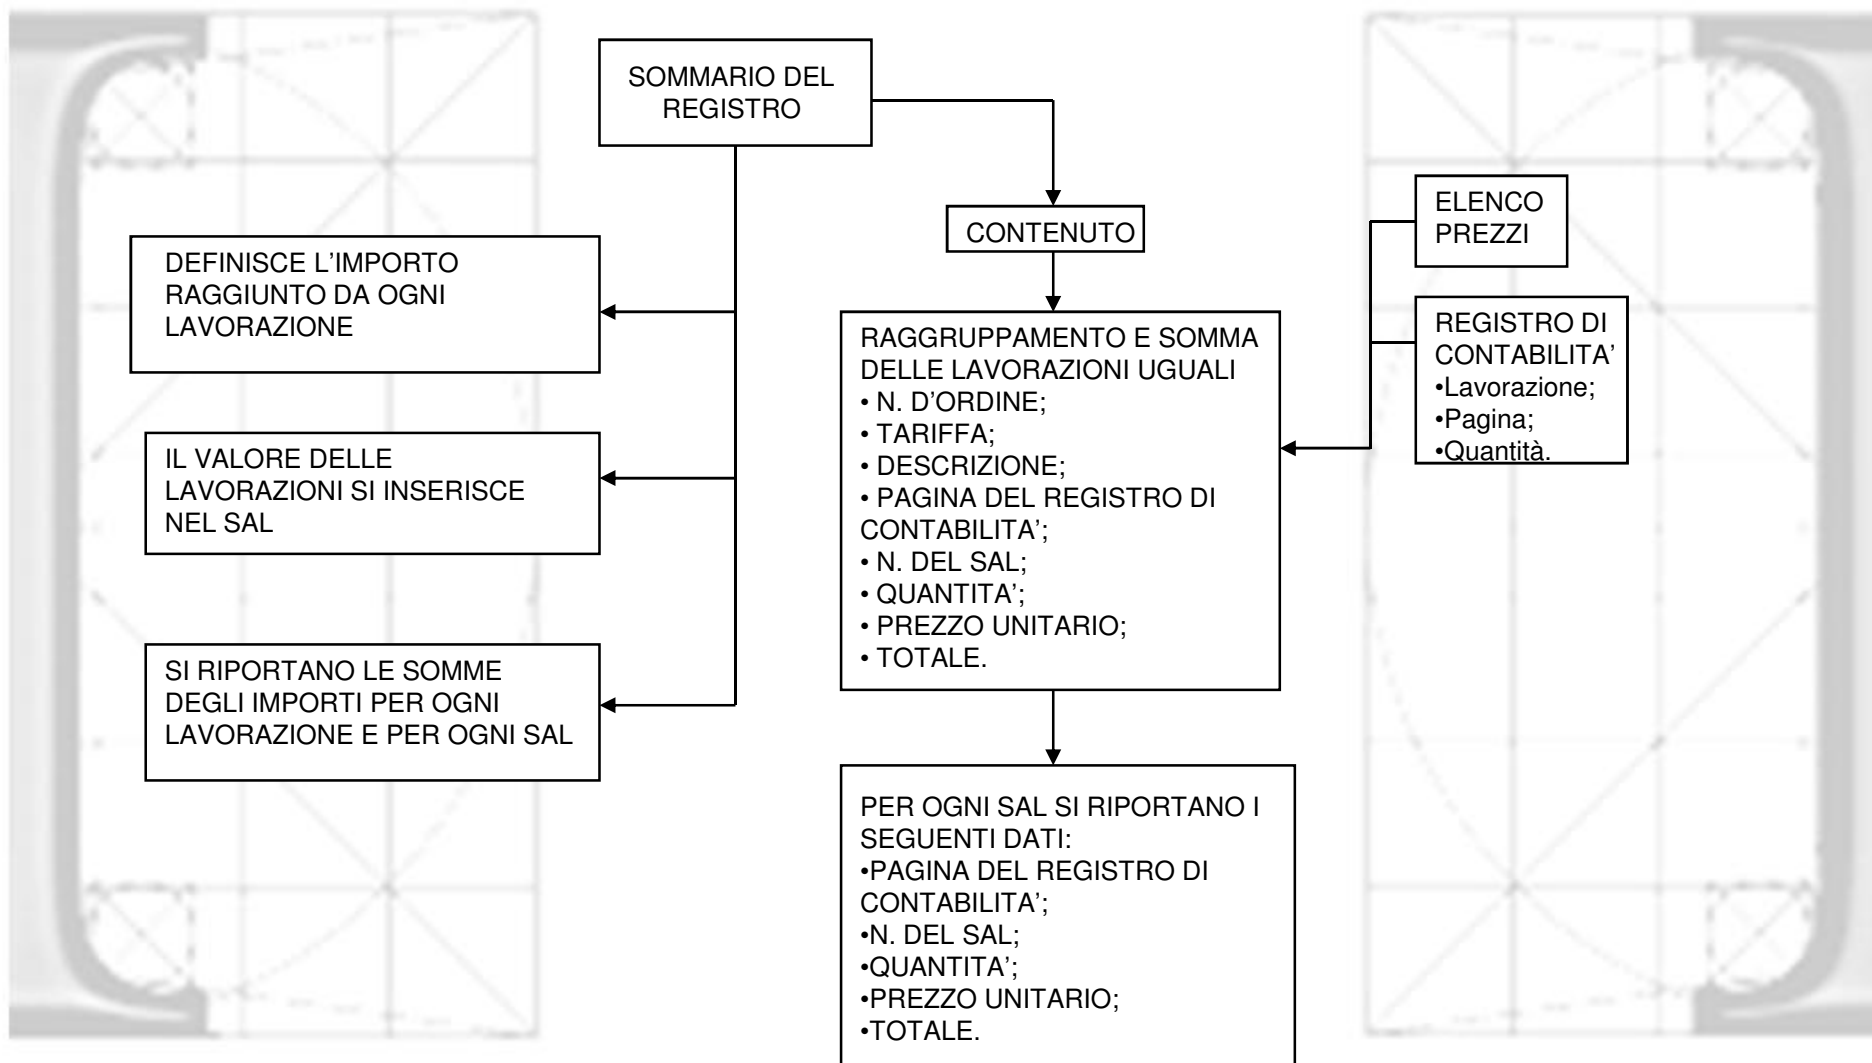 SOMMARIO DEL
REGISTRO
CONTENUTO
ELENCO
PREZZI
DEFINISCE L'IMPORTO
RAGGIUNTO DA OGNI
LAVORAZIONE
REGISTRO DI
CONTABILITA'
•Lavorazione;
•Pagina;
•Quantità.
RAGGRUPPAMENTO E SOMMA
DELLE LAVORAZIONI UGUALI
• N. D'ORDINE;
• TARIFFA;
• DESCRIZIONE;
• PAGINA DEL REGISTRO DI
CONTABILITA';
• N. DEL SAL;
• QUANTITA';
• PREZZO UNITARIO;
• TOTALE.
IL VALORE DELLE
LAVORAZIONI SI INSERISCE
NEL SAL
SI RIPORTANO LE SOMME
DEGLI IMPORTI PER OGNI
LAVORAZIONE E PER OGNI SAL
PER OGNI SAL SI RIPORTANO I
SEGUENTI DATI:
•PAGINA DEL REGISTRO DI
CONTABILITA';
•N. DEL SAL;
•QUANTITA';
•PREZZO UNITARIO;
•TOTALE.